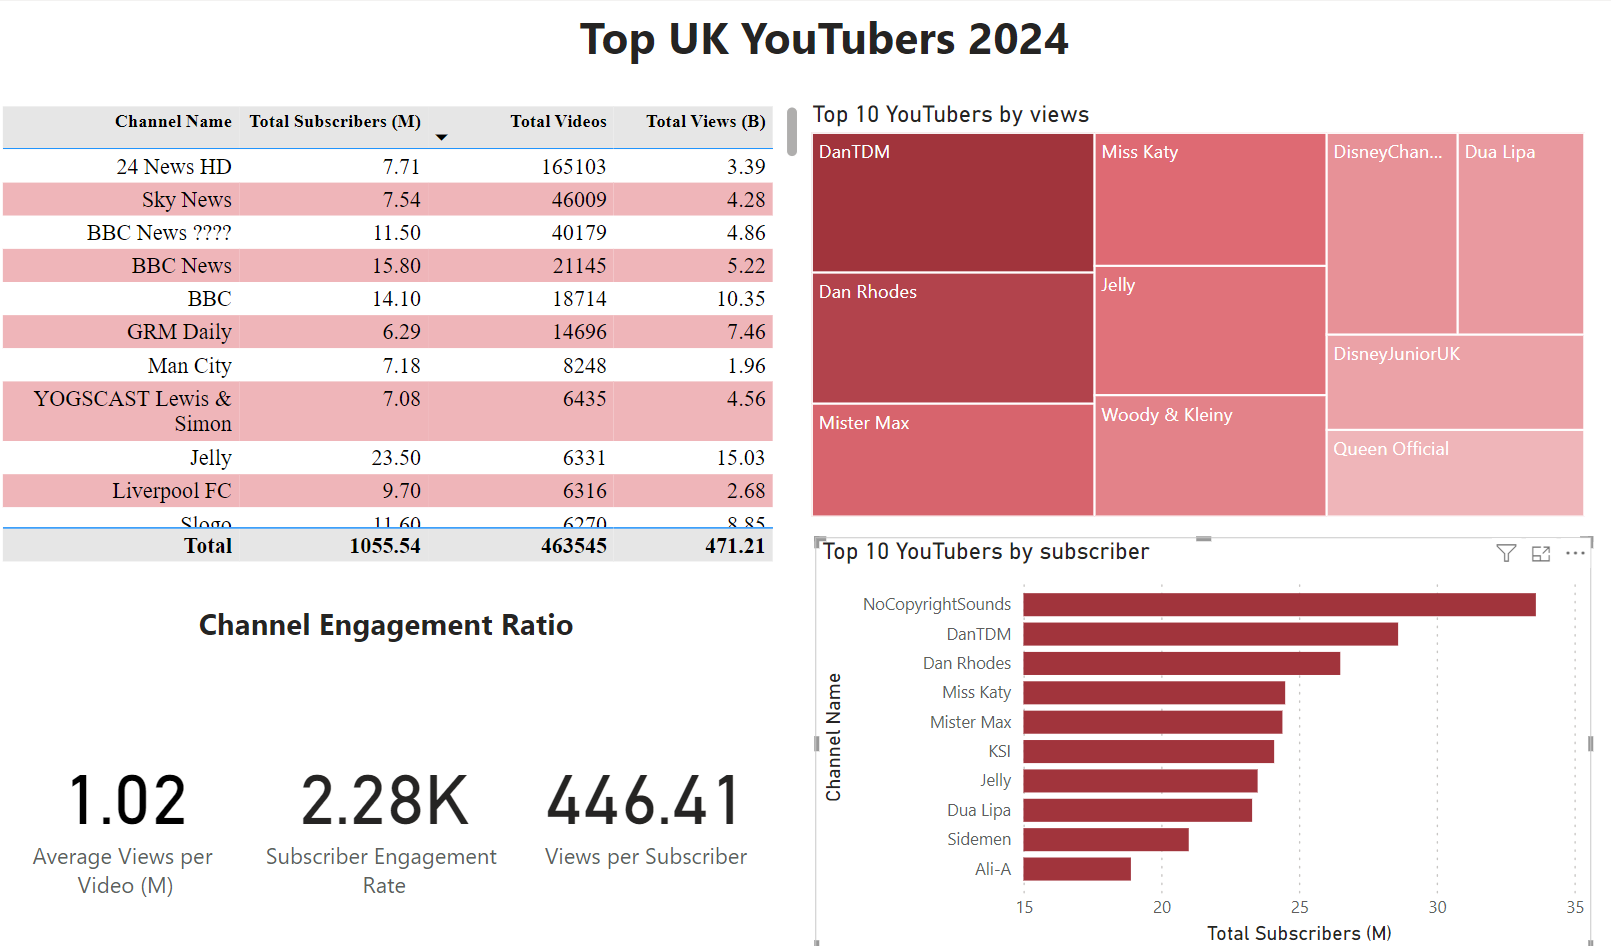 Top UK YouTubers 2024
Channel Name Total Subscribers (M) Total Videos Total Views (B)
24 News HD 7.71 165103 3.39
Sky News 7.54 46009 4.28
BBC News ???? 11.50 40179 4.86
BBC News 15.80 21145 5.22
BBC 14.10 18714 10.35
GRM Daily 6.29 14696 7.46
Man City 7.18 8248 1.96
YOGSCAST Lewis & 7.08 6435 4.56
Simon
Jelly 23.50 6331 15.03
Liverpool FC 9.70 6316 2.68
Slogo 11.60 6270 8.85
Total 1055.54 463545 471.21
Channel Engagement Ratio
1.02
Average Views per
Video (M)
2.28K
Subscriber Engagement
Rate
446.41
Views per Subscriber
Top 10 YouTubers by views
DanTDM
Dan Rhodes
Mister Max
Miss Katy
Jelly
Woody & Kleiny
DisneyChan...
Dua Lipa
DisneyJuniorUK
Queen Official
Top 10 YouTubers by subscriber
Channel Name
NoCopyrightSounds
DanTDM
Dan Rhodes
Miss Katy
Mister Max
KSI
Jelly
Dua Lipa
Sidemen
Ali-A
15 20 25 30 35
Total Subscribers (M)